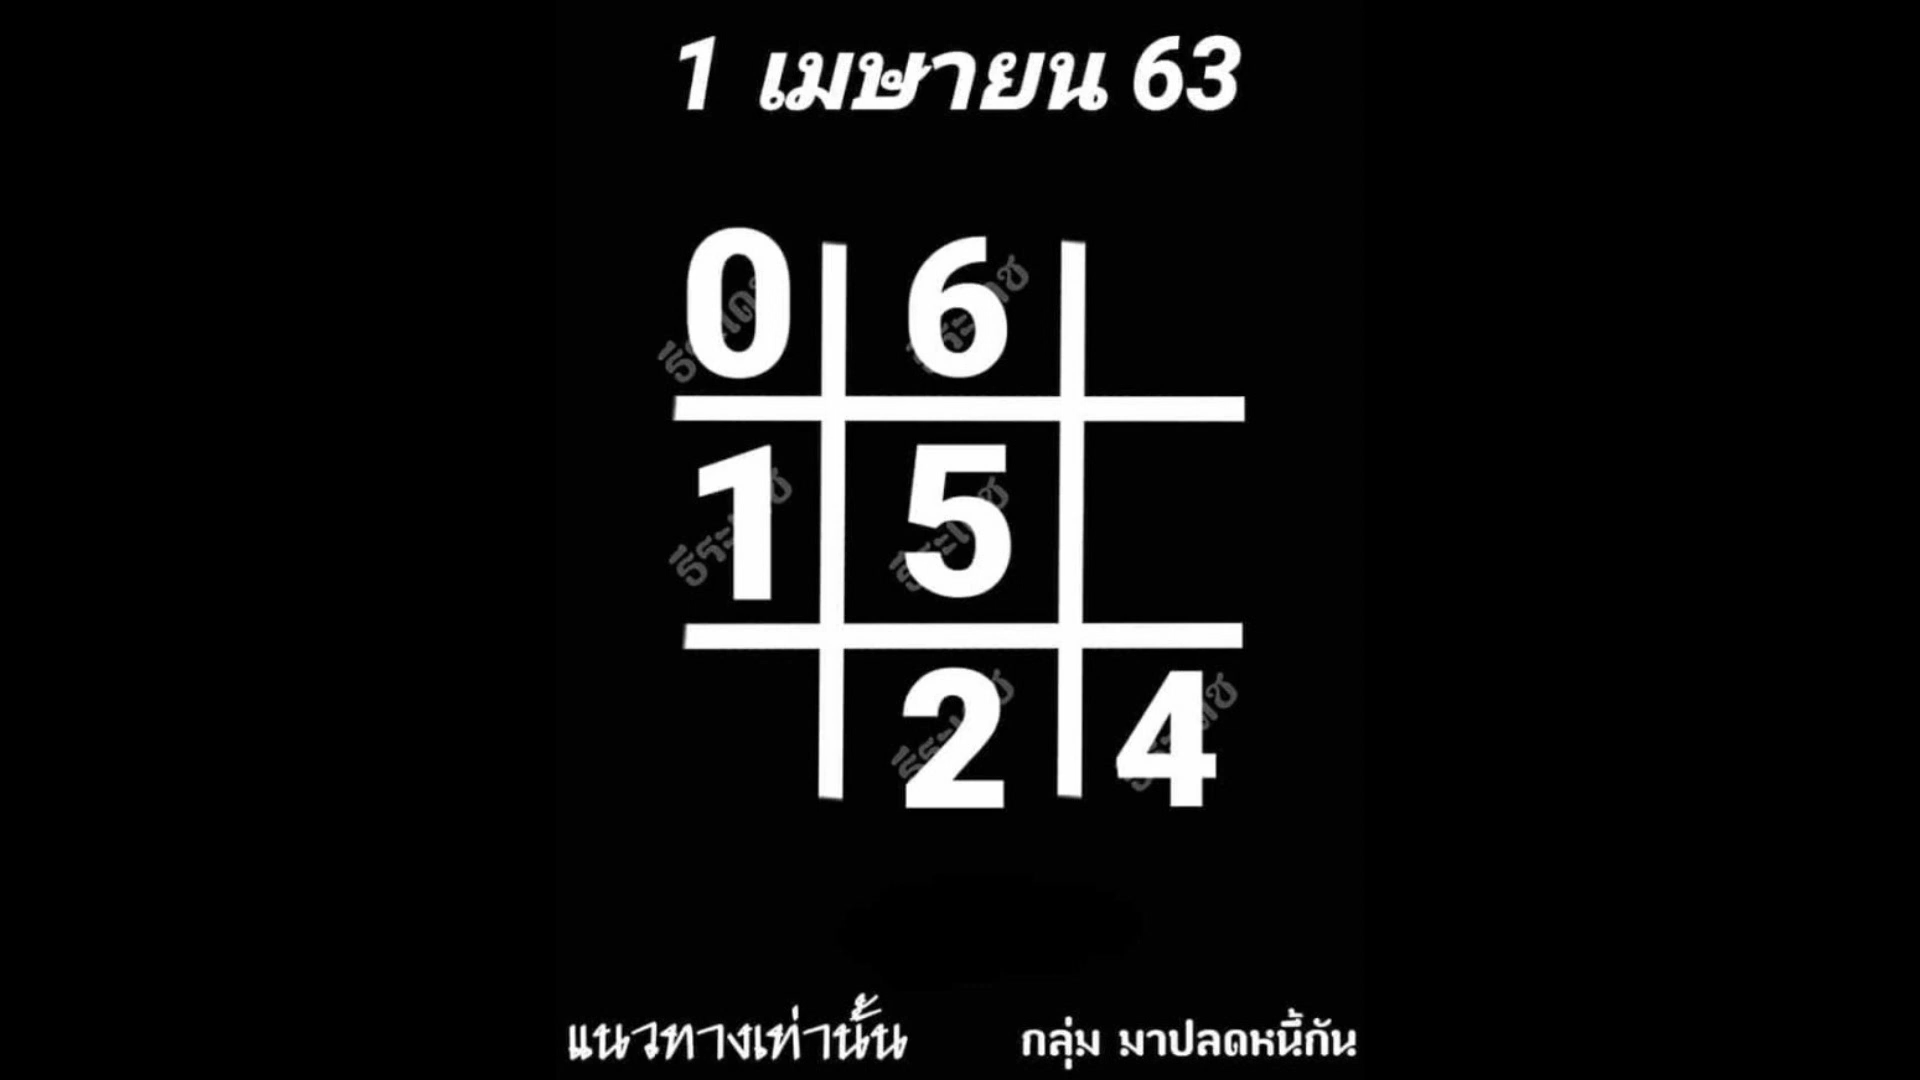 1 เมษายน 63
0 6
1 5
2 4
แนวทางเท่านั้น กลุ่ม มาปลดหนี้กัน